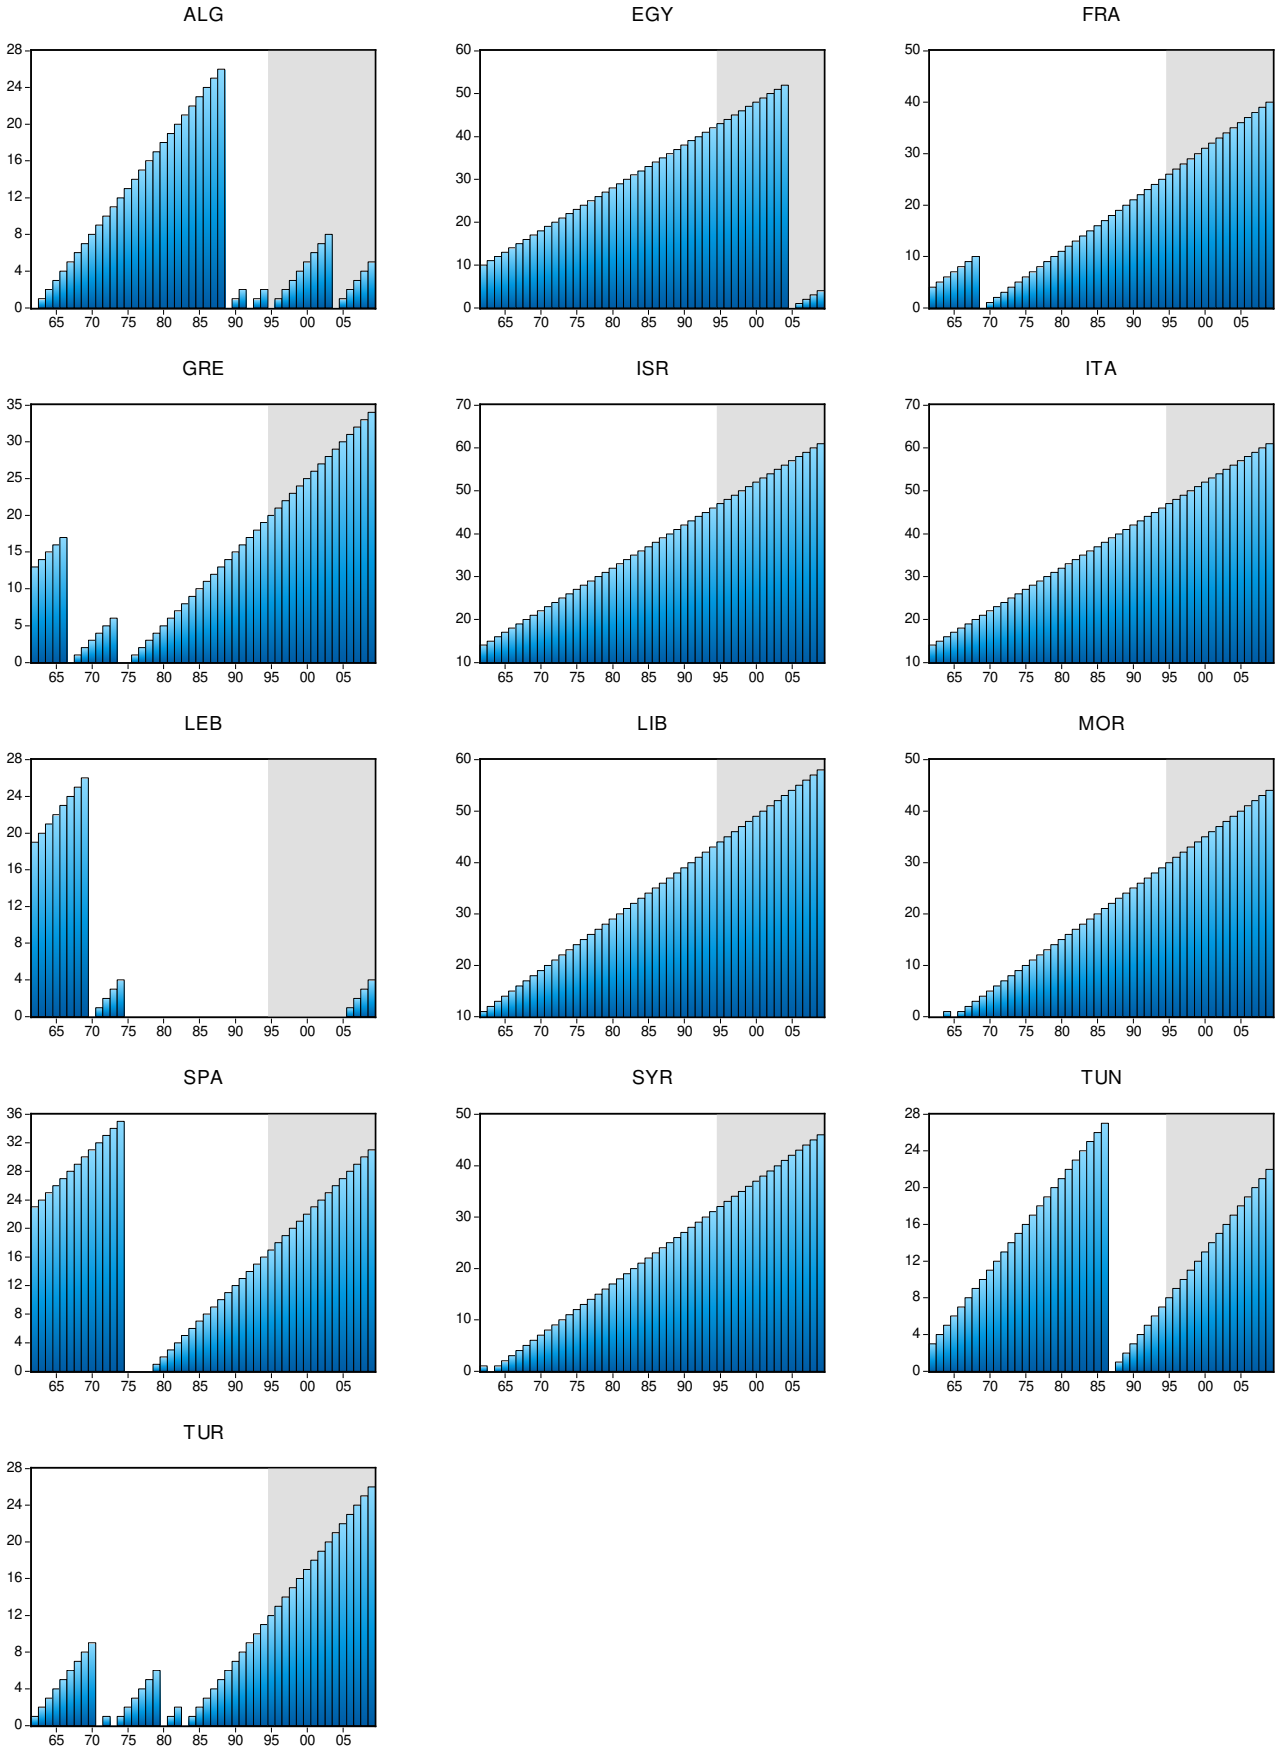 ALG EGY FRA
28 60 50
24 50 40
20 40 30
16 30 20
12 20 10
8 10 0
4 0
0
65 70 75 80 85 90 95 00 05 65 70 75 80 85 90 95 00 05 65 70 75 80 85 90 95 00 05
GRE ISR ITA
35 70 70
30 60 60
25 50 50
20 40 40
15 30 30
10 20 20
5 10 10
0
65 70 75 80 85 90 95 00 05 65 70 75 80 85 90 95 00 05 65 70 75 80 85 90 95 00 05
LEB LIB MOR
28 60 50
24 50 40
20 40 30
16 30 20
12 20 10
8 10 0
4
0
65 70 75 80 85 90 95 00 05 65 70 75 80 85 90 95 00 05 65 70 75 80 85 90 95 00 05
SPA SYR TUN
36 50 28
32 40 24
28 30 20
24 20 16
20 10 12
16 0 8
12 4
8 0
4
0
65 70 75 80 85 90 95 00 05 65 70 75 80 85 90 95 00 05 65 70 75 80 85 90 95 00 05
TUR
28
24
20
16
12
8
4
0
65 70 75 80 85 90 95 00 05